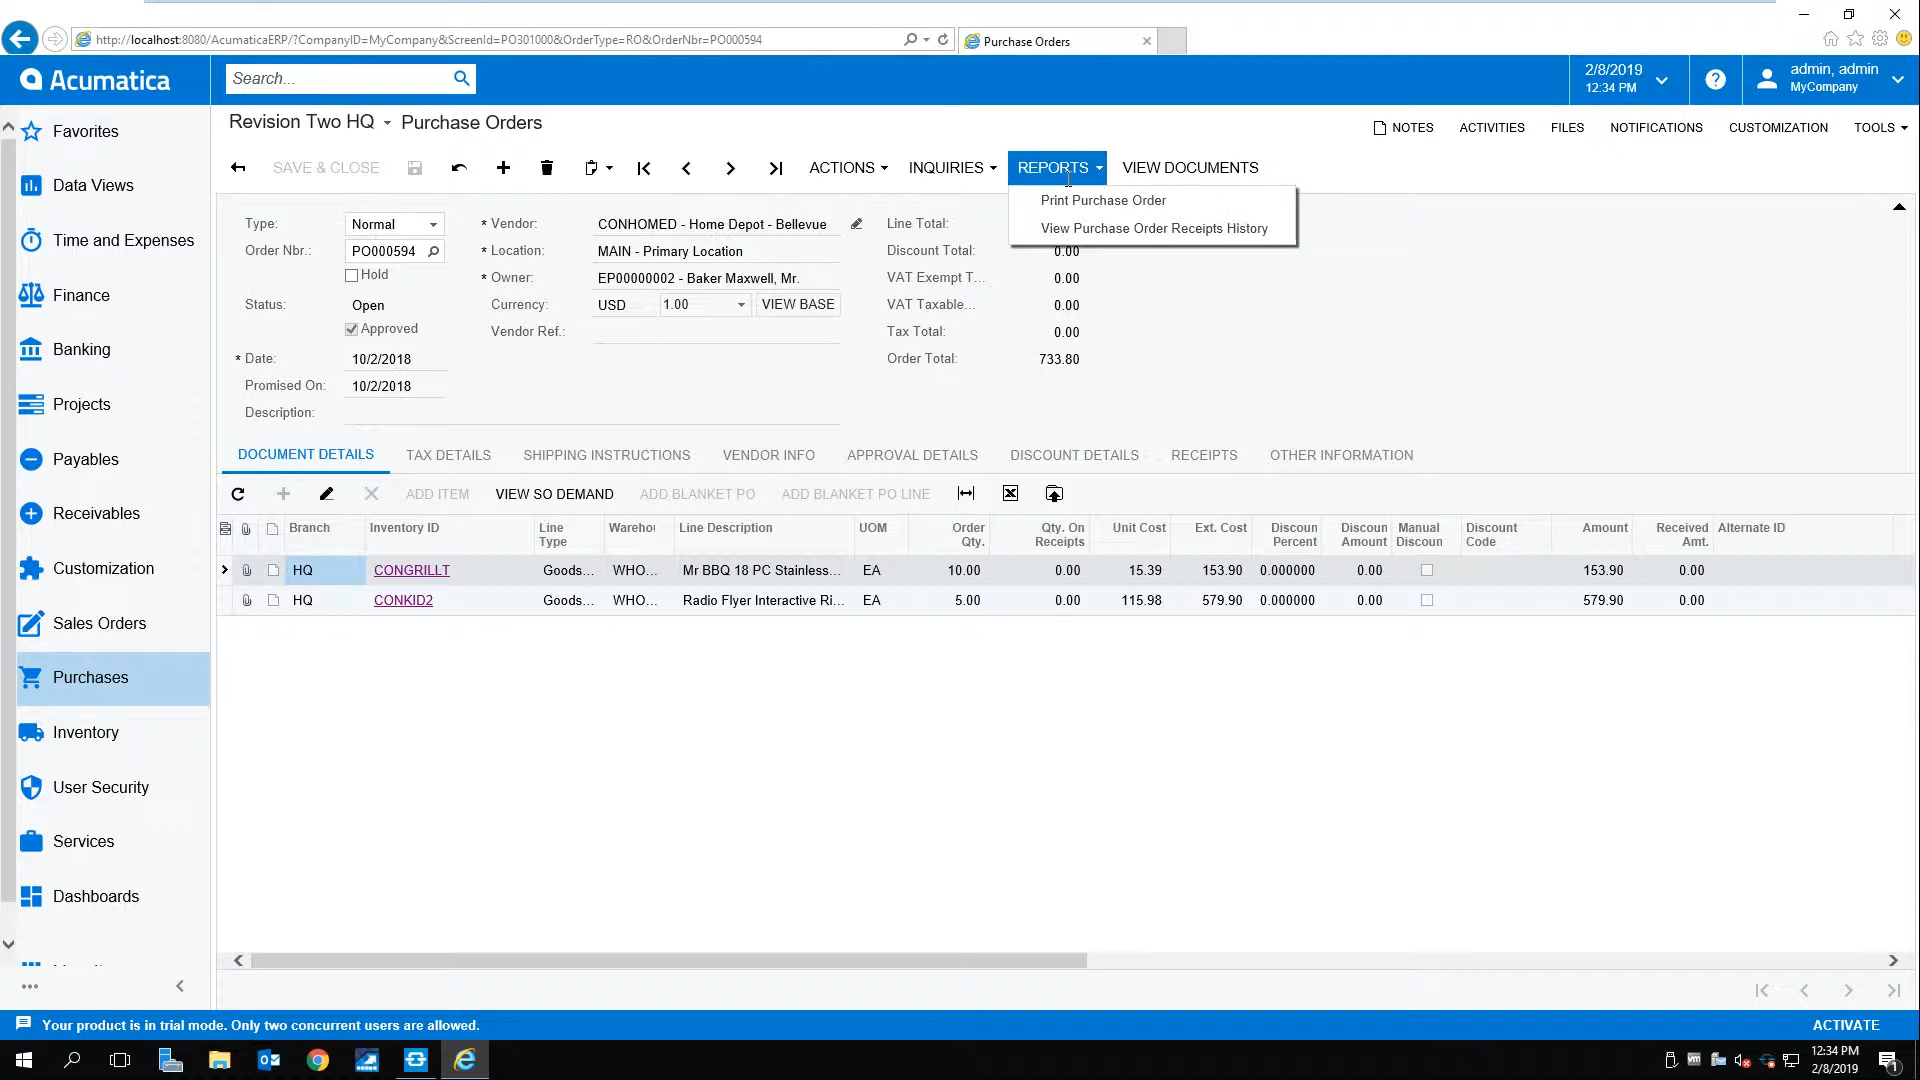 http://localhost:8080/AcumaticaERP/?CompanyID=MyCompany&ScreenId=PO301000&OrderType=RO&OrderNbr=PO000594
Purchase Orders
Acumatica
Search...
2/8/2019
12:34 PM
admin, admin
MyCompany
Revision Two HQ
Purchase Orders
NOTES ACTIVITIES FILES NOTIFICATIONS CUSTOMIZATION TOOLS
SAVE & CLOSE ACTIONS INQUIRIES REPORTS VIEW DOCUMENTS
Print Purchase Order
View Purchase Order Receipts History
Favorites
Data Views
Time and Expenses
Finance
Banking
Projects
Payables
Receivables
Customization
Sales Orders
Purchases
Inventory
User Security
Services
Dashboards
Type: Normal * Vendor: CONHOMED - Home Depot - Bellevue Line Total:
Order Nbr.: PO000594 * Location: MAIN - Primary Location Discount Total: 0.00
Hold * Owner: EP00000002 - Baker Maxwell, Mr. VAT Exempt T... 0.00
Status: Open Currency: USD 1.00 VIEW BASE VAT Taxable... 0.00
Approved Vendor Ref.: Tax Total: 0.00
* Date: 10/2/2018 Order Total: 733.80
Promised On: 10/2/2018
Description:
DOCUMENT DETAILS TAX DETAILS SHIPPING INSTRUCTIONS VENDOR INFO APPROVAL DETAILS DISCOUNT DETAILS RECEIPTS OTHER INFORMATION
ADD ITEM VIEW SO DEMAND ADD BLANKET PO ADD BLANKET PO LINE
Branch Inventory ID Line Warehou Line Description UOM Order Qty. On Unit Cost Ext. Cost Discoun Discoun Manual Discount Amount Received Alternate ID
Type Qty. Receipts Percent Amount Discoun Code Amt.
HQ CONGRILLT Goods... WHO... Mr BBQ 18 PC Stainless... EA 10.00 0.00 15.39 153.90 0.000000 0.00 153.90 0.00
HQ CONKID2 Goods... WHO... Radio Flyer Interactive Ri... EA 5.00 0.00 115.98 579.90 0.000000 0.00 579.90 0.00
Your product is in trial mode. Only two concurrent users are allowed.
ACTIVATE
12:34 PM
2/8/2019
1